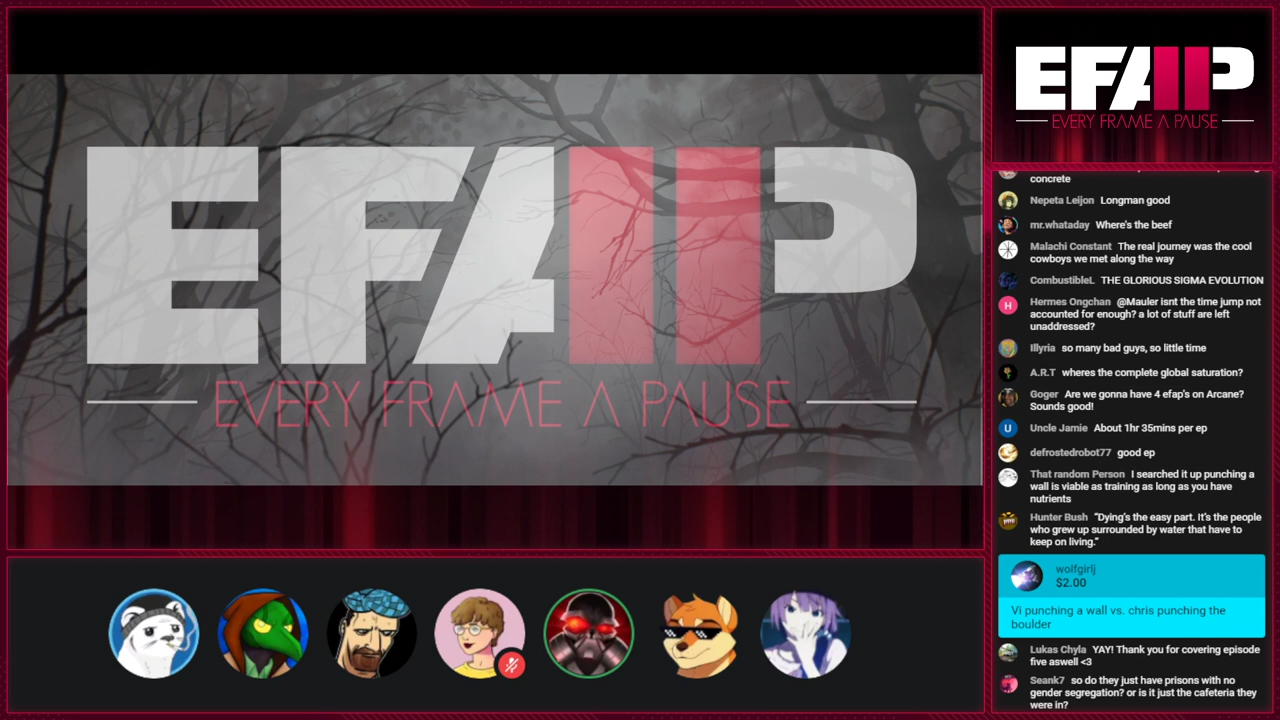 EFAP
EVERY FRAME A PAUSE
EFAP
EVERY FRAME A PAUSE
concrete
Nepeta Leijon Longman good
mr.whataday Where's the beef
Malachi Constant The real journey was the cool
cowboys we met along the way
CombustibleL THE GLORIOUS SIGMA EVOLUTION
H
Hermes Ongchan @Mauler isnt the time jump not
accounted for enough? a lot of stuff are left
unaddressed?
Illyria so many bad guys, so little time
A.R.T wheres the complete global saturation?
Goger Are we gonna have 4 efap's on Arcane?
Sounds good!
U
Uncle Jamie About 1hr 35mins per ep
defrostedrobot77 good ep
That random Person I searched it up punching a
wall is viable as training as long as you have
nutrients
Hunter Bush “Dying's the easy part. It's the people
who grew up surrounded by water that have to
keep on living.”
wolfgirlj
$2.00
Vi punching a wall vs. chris punching the
boulder
Lukas Chyla YAY! Thank you for covering episode
five aswell <3
Seank7 so do they just have prisons with no
gender segregation? or is it just the cafeteria they
were in?